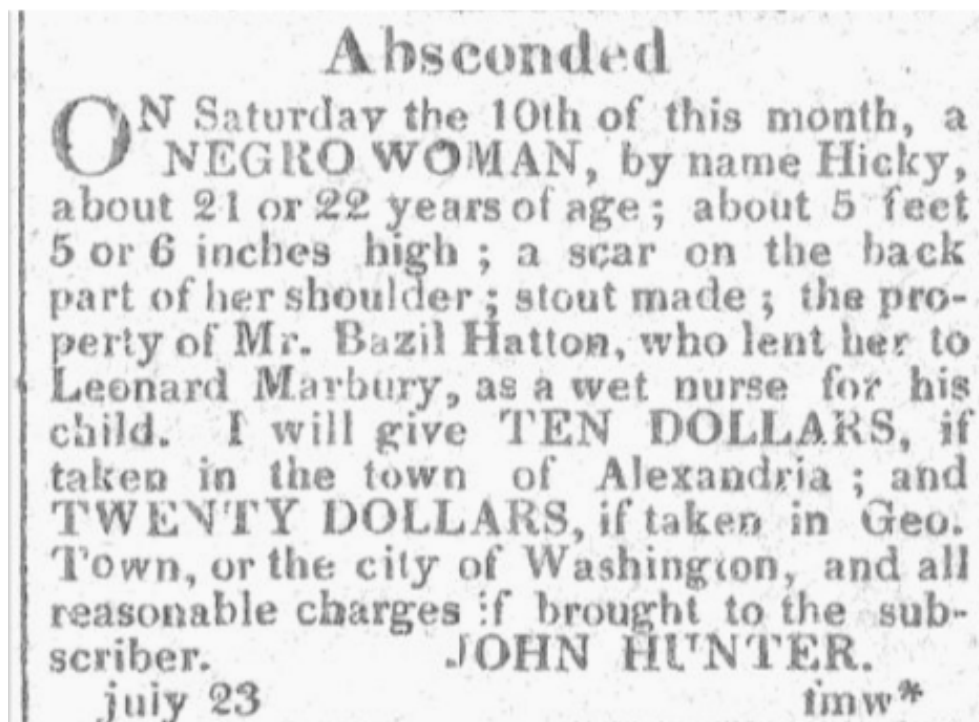 Absconded
ON Saturday the 10th of this month, a
NEGRO WOMAN, by name Hicky,
about 21 or 22 years of age; about 5 feet
5 or 6 inches high; a scar on the back
part of her shoulder; stout made; the pro-
perty of Mr. Bazil Hatton, who lent her to
Leonard Marbury, as a wet nurse for his
child. I will give TEN DOLLARS, if
taken in the town of Alexandria; and
TWENTY DOLLARS, if taken in Geo.
Town, or the city of Washington, and all
reasonable charges if brought to the sub-
scriber. JOHN HUNTER.
july 23 fmw*